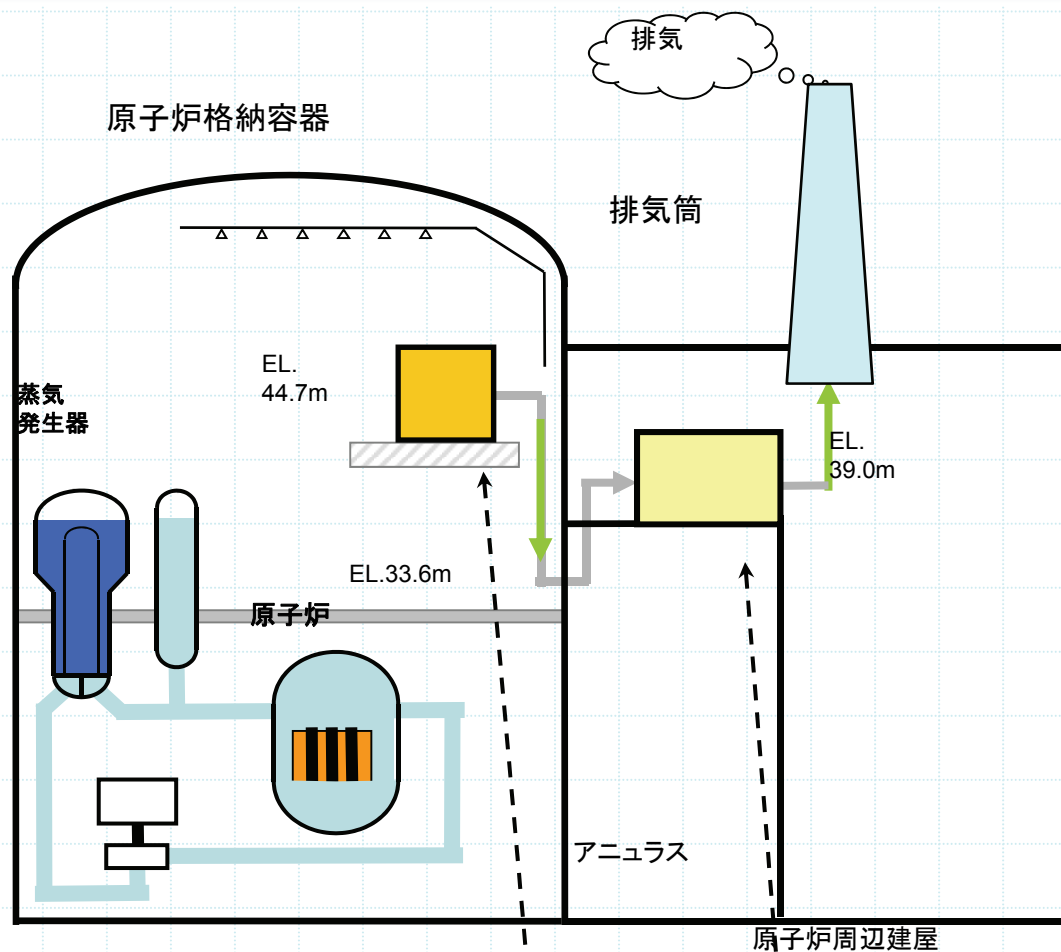 排気
原子炉格納容器
排気筒
EL.
44.7m
蒸気
発生器
EL.
39.0m
EL.33.6m
原子炉
アニュラス
原子炉周辺建屋